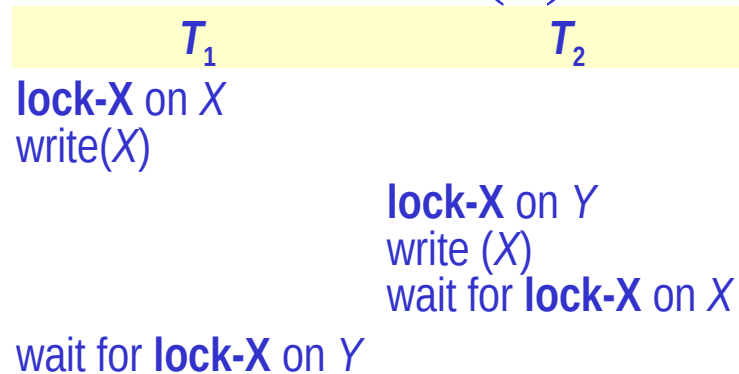 T1 T2
lock-X on X
write(X)
lock-X on Y
write (X)
wait for lock-X on X
wait for lock-X on Y